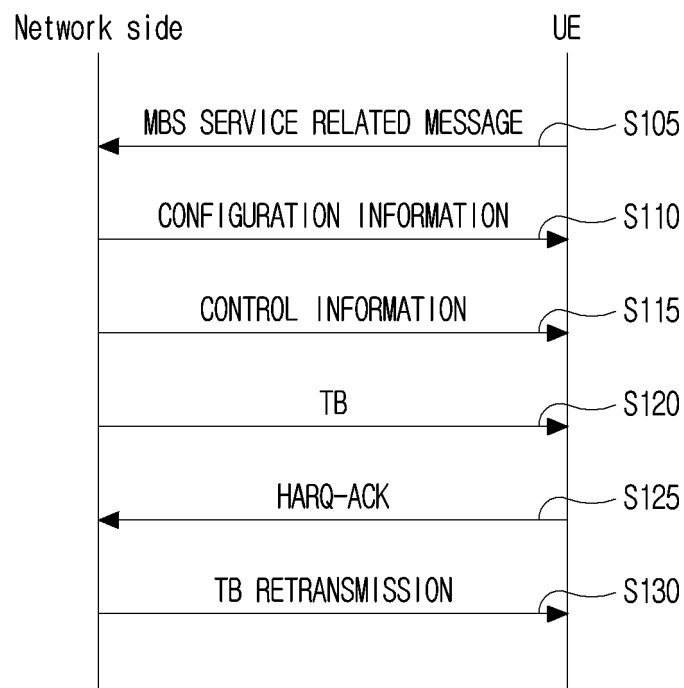 Network side UE
MBS SERVICE RELATED MESSAGE S105
CONFIGURATION INFORMATION S110
CONTROL INFORMATION S115
TB S120
HARQ-ACK S125
TB RETRANSMISSION S130